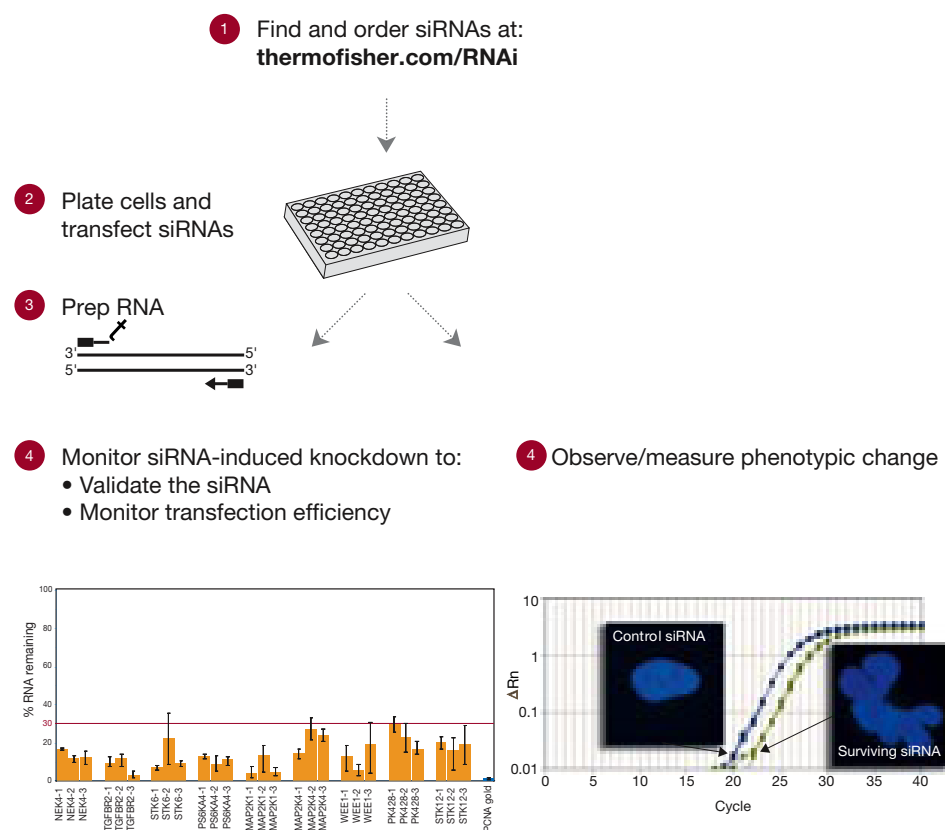 1 Find and order siRNAs at:
thermofisher.com/RNAi
2 Plate cells and
transfect siRNAs
3 Prep RNA
3' 5'
5' 3'
4 Monitor siRNA-induced knockdown to:
• Validate the siRNA
• Monitor transfection efficiency
4 Observe/measure phenotypic change
% RNA remaining
100
80
60
40
30
20
0
NEK4-1
NEK4-2
NEK4-3
TGFBR2-1
TGFBR2-2
TGFBR2-3
STK6-1
STK6-2
STK6-3
PS6KA4-1
PS6KA4-2
PS6KA4-3
MAP2K1-1
MAP2K1-2
MAP2K1-3
MAP2K4-1
MAP2K4-2
MAP2K4-3
WEE1-1
WEE1-2
WEE1-3
PK428-1
PK428-2
PK428-3
STK12-1
STK12-2
STK12-3
PCNA gold
ΔRn
10
1
0.1
0.01
Control siRNA
Surviving siRNA
0 5 10 15 20 25 30 35 40
Cycle